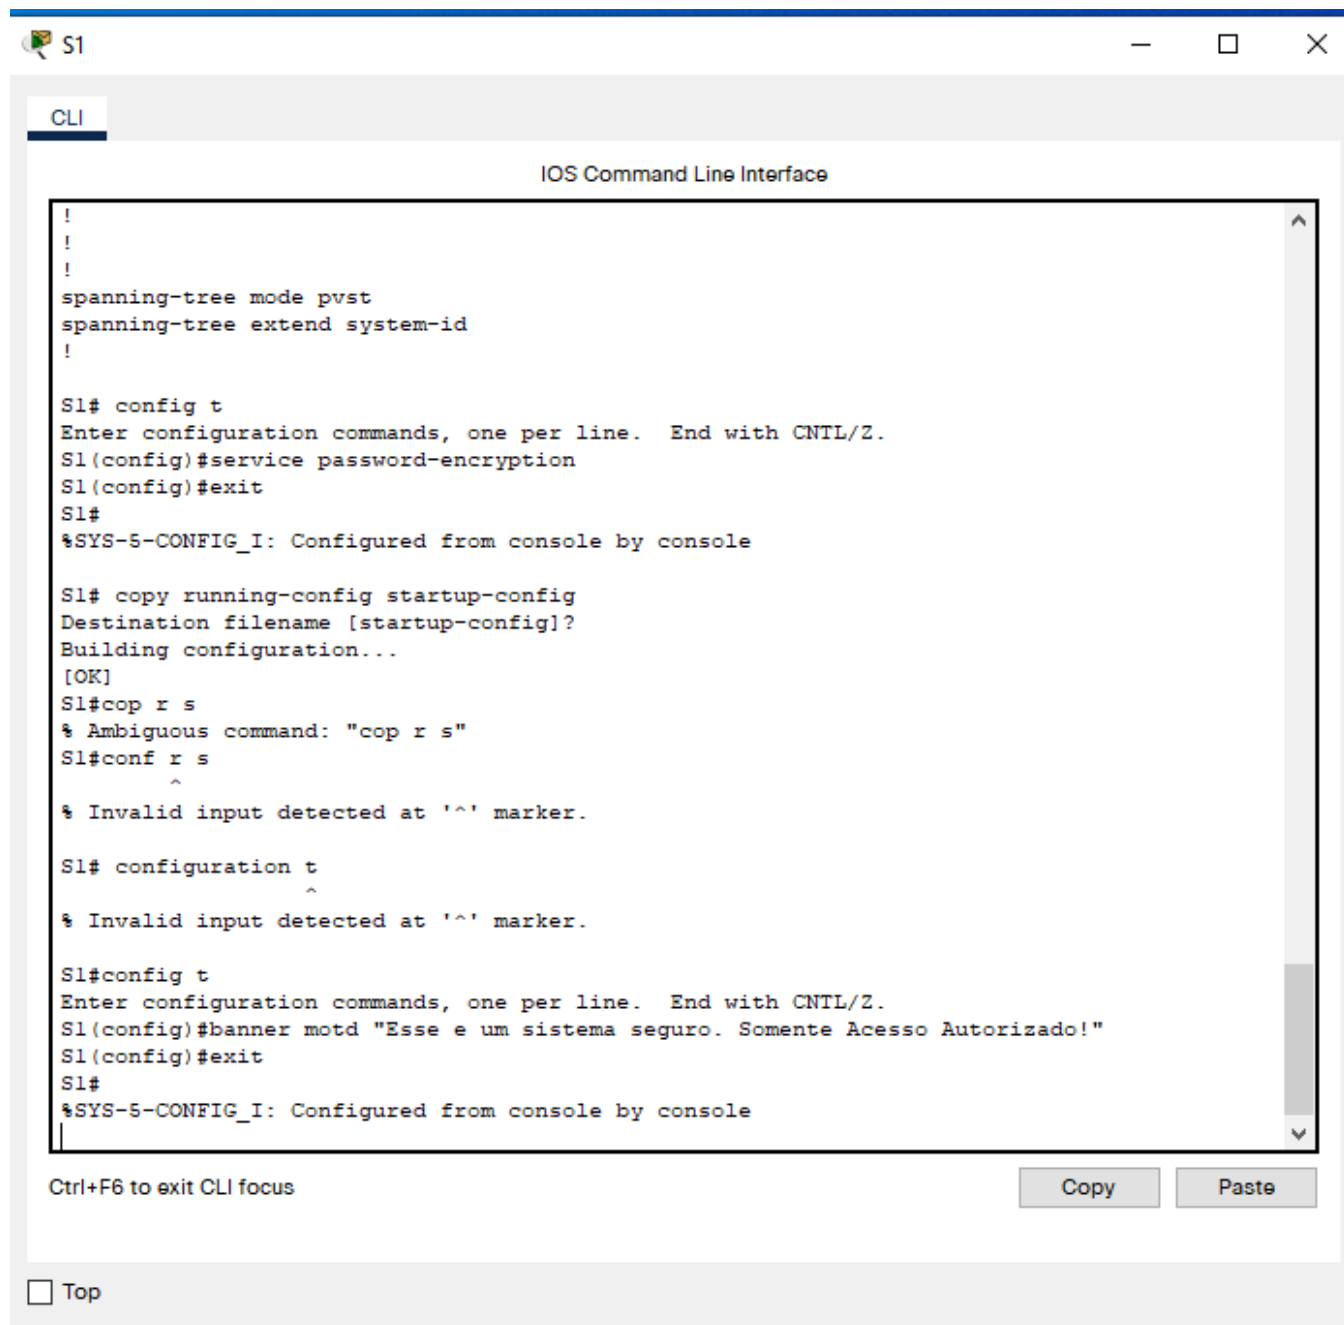 S1
CLI
IOS Command Line Interface
!
!
!
spanning-tree mode pvst
spanning-tree extend system-id
!
S1# config t
Enter configuration commands, one per line.  End with CNTL/Z.
S1(config)#service password-encryption
S1(config)#exit
S1#
%SYS-5-CONFIG_I: Configured from console by console
S1# copy running-config startup-config
Destination filename [startup-config]?
Building configuration...
[OK]
S1#cop r s
% Ambiguous command: "cop r s"
S1#conf r s
^
% Invalid input detected at '^' marker.
S1# configuration t
^
% Invalid input detected at '^' marker.
S1#config t
Enter configuration commands, one per line.  End with CNTL/Z.
S1(config)#banner motd "Esse e um sistema seguro. Somente Acesso Autorizado!"
S1(config)#exit
S1#
%SYS-5-CONFIG_I: Configured from console by console
Ctrl+F6 to exit CLI focus
Copy
Paste
Top